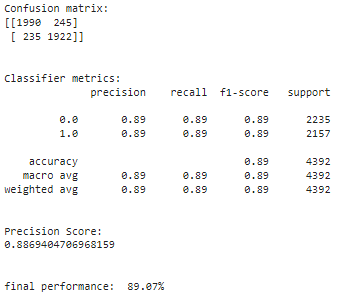 Confusion matrix:
[[1990  245]
 [ 235 1922]]
Classifier metrics:
precision recall f1-score support
0.0 0.89 0.89 0.89 2235
1.0 0.89 0.89 0.89 2157
accuracy 0.89 4392
macro avg 0.89 0.89 0.89 4392
weighted avg 0.89 0.89 0.89 4392
Precision Score:
0.8869404706968159
final performance:  89.07%